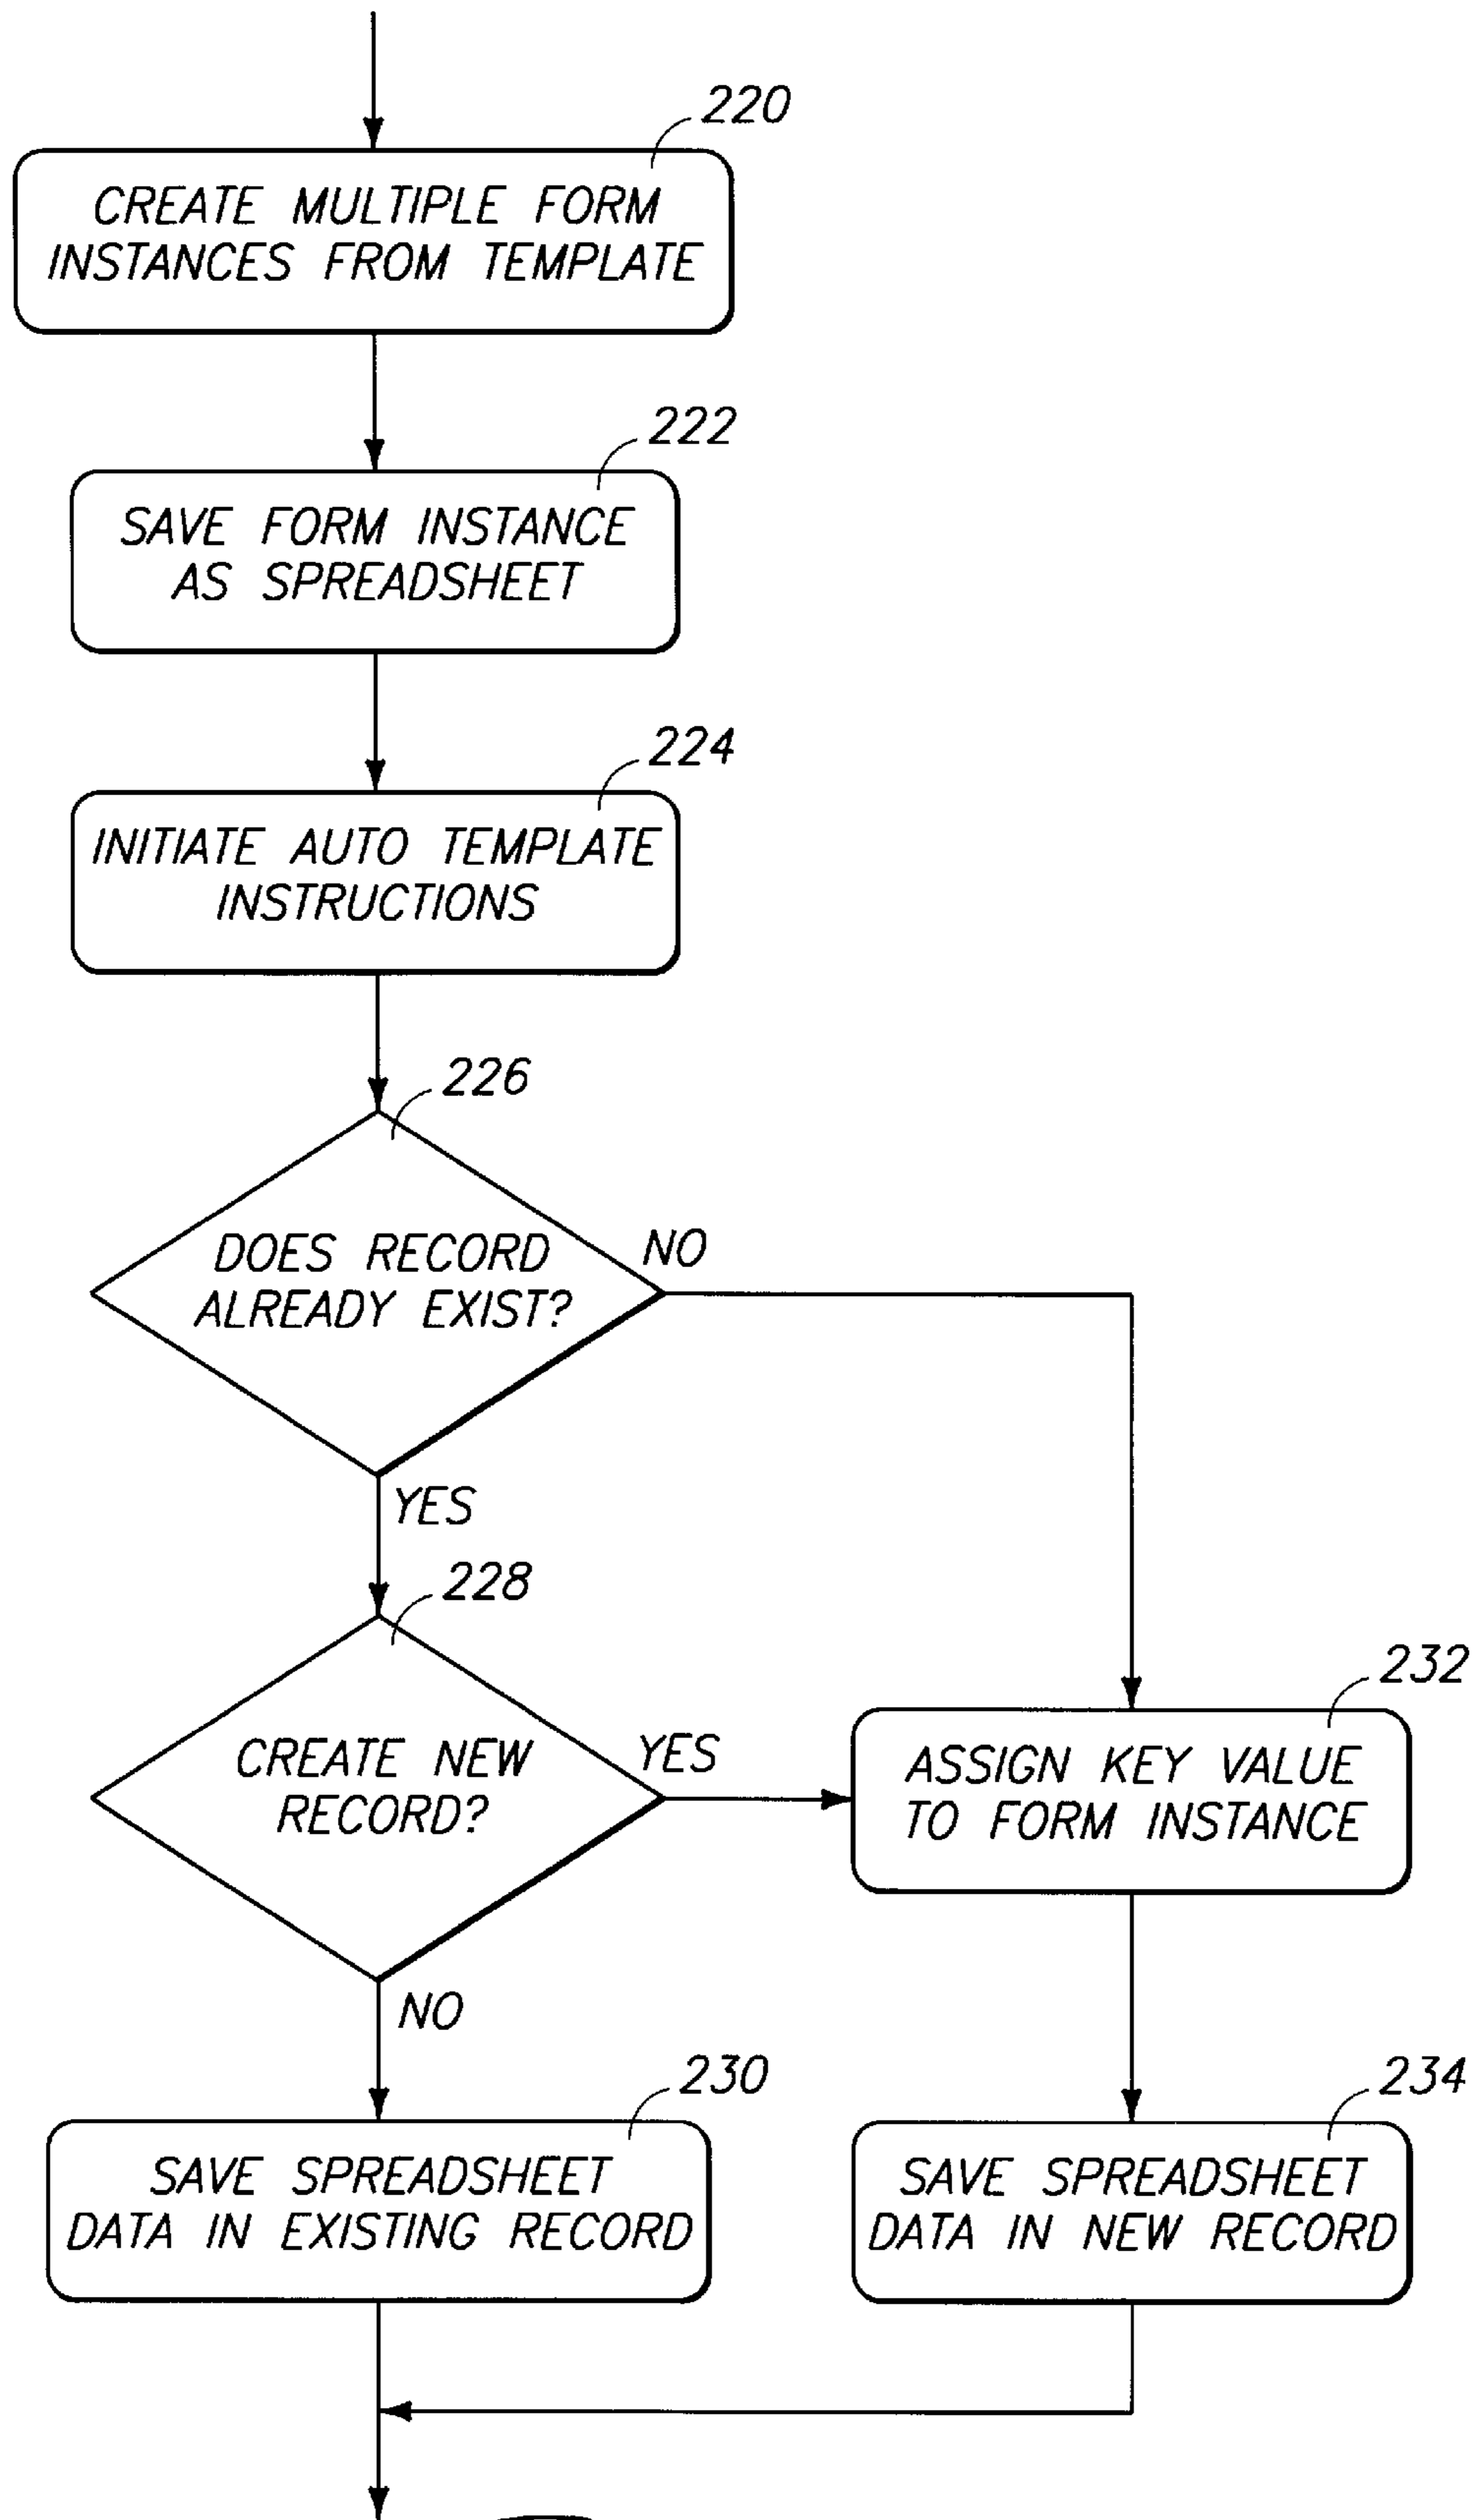 220
CREATE MULTIPLE FORM
INSTANCES FROM TEMPLATE
222
SAVE FORM INSTANCE
AS SPREADSHEET
224
INITIATE AUTO TEMPLATE
INSTRUCTIONS
226
DOES RECORD
ALREADY EXIST?
NO
YES
228
CREATE NEW
RECORD?
YES
NO
232
ASSIGN KEY VALUE
TO FORM INSTANCE
230
SAVE SPREADSHEET
DATA IN EXISTING RECORD
234
SAVE SPREADSHEET
DATA IN NEW RECORD